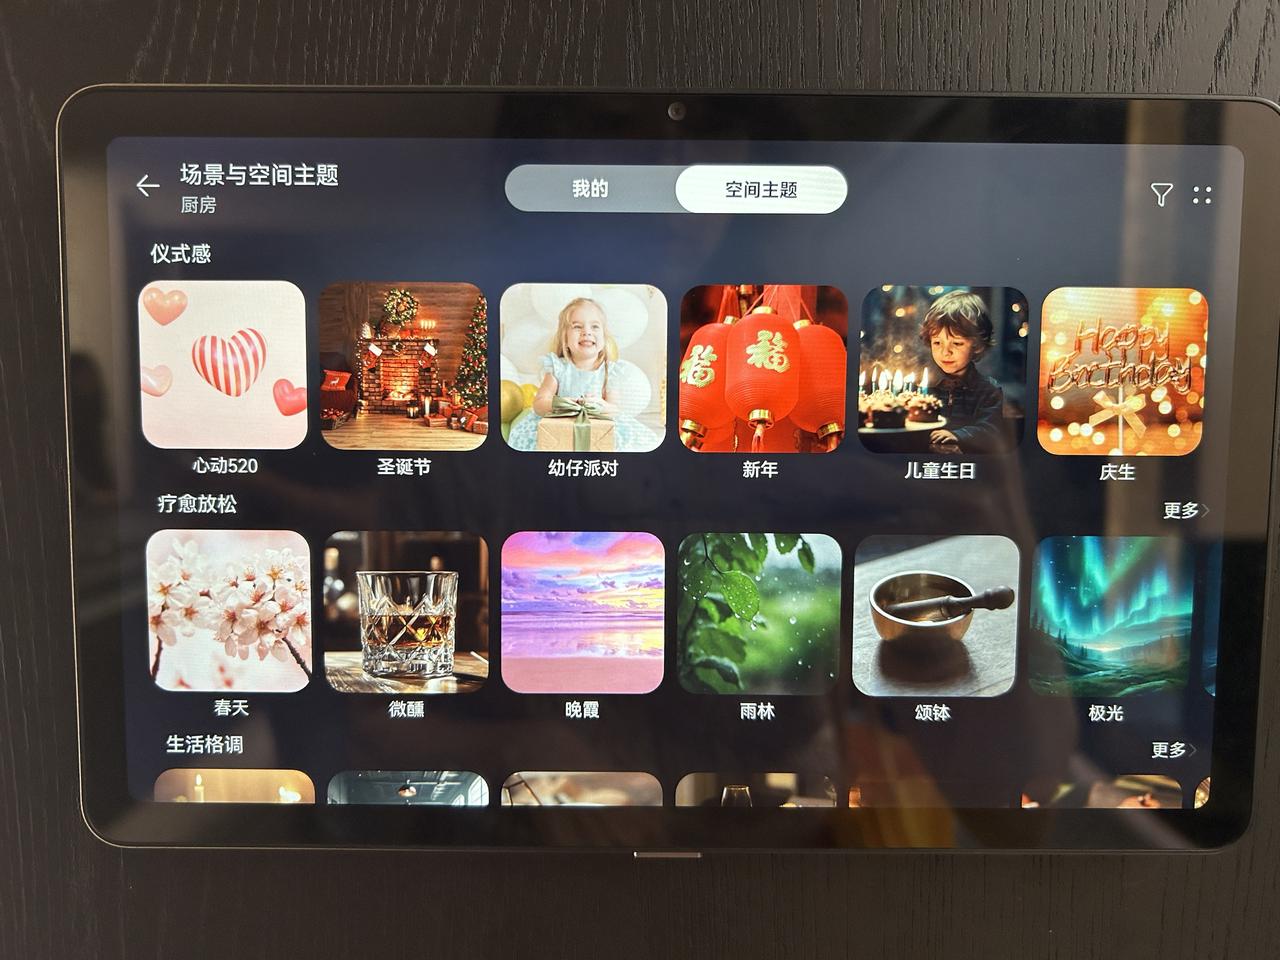 场景与空间主题
厨房
我的
空间主题
仪式感
福
福
Happy
Birthday
心动520
圣诞节
幼仔派对
新年
儿童生日
庆生
疗愈放松
更多
春天
微醺
晚霞
雨林
颂钵
极光
生活格调
更多